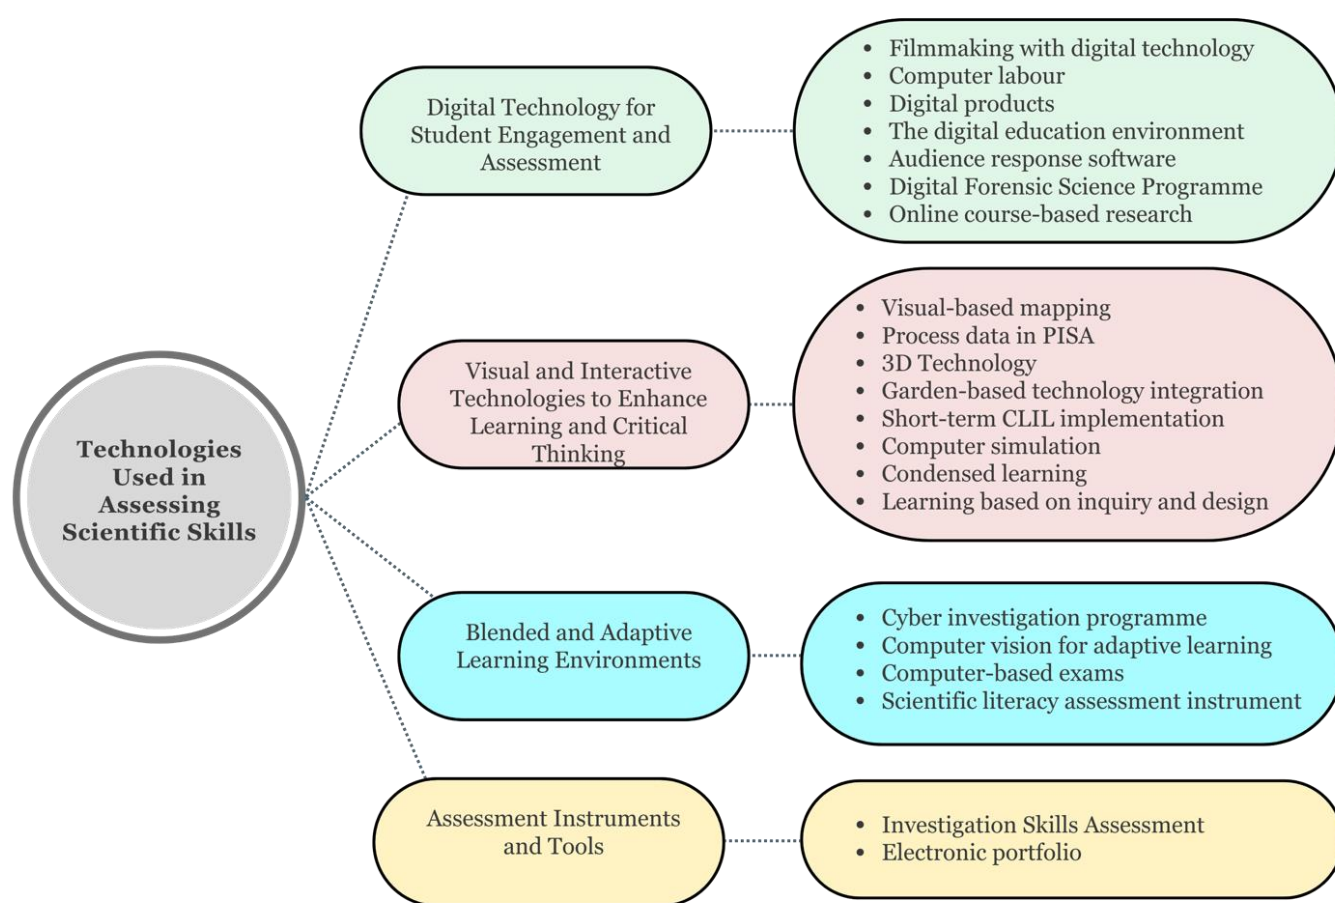 Technologies
Used in
Assessing
Scientific Skills
Digital Technology for
Student Engagement and
Assessment
• Filmmaking with digital technology
• Computer labour
• Digital products
• The digital education environment
• Audience response software
• Digital Forensic Science Programme
• Online course-based research
Visual and Interactive
Technologies to Enhance
Learning and Critical
Thinking
• Visual-based mapping
• Process data in PISA
• 3D Technology
• Garden-based technology integration
• Short-term CLIL implementation
• Computer simulation
• Condensed learning
• Learning based on inquiry and design
Blended and Adaptive
Learning Environments
• Cyber investigation programme
• Computer vision for adaptive learning
• Computer-based exams
• Scientific literacy assessment instrument
Assessment Instruments
and Tools
• Investigation Skills Assessment
• Electronic portfolio